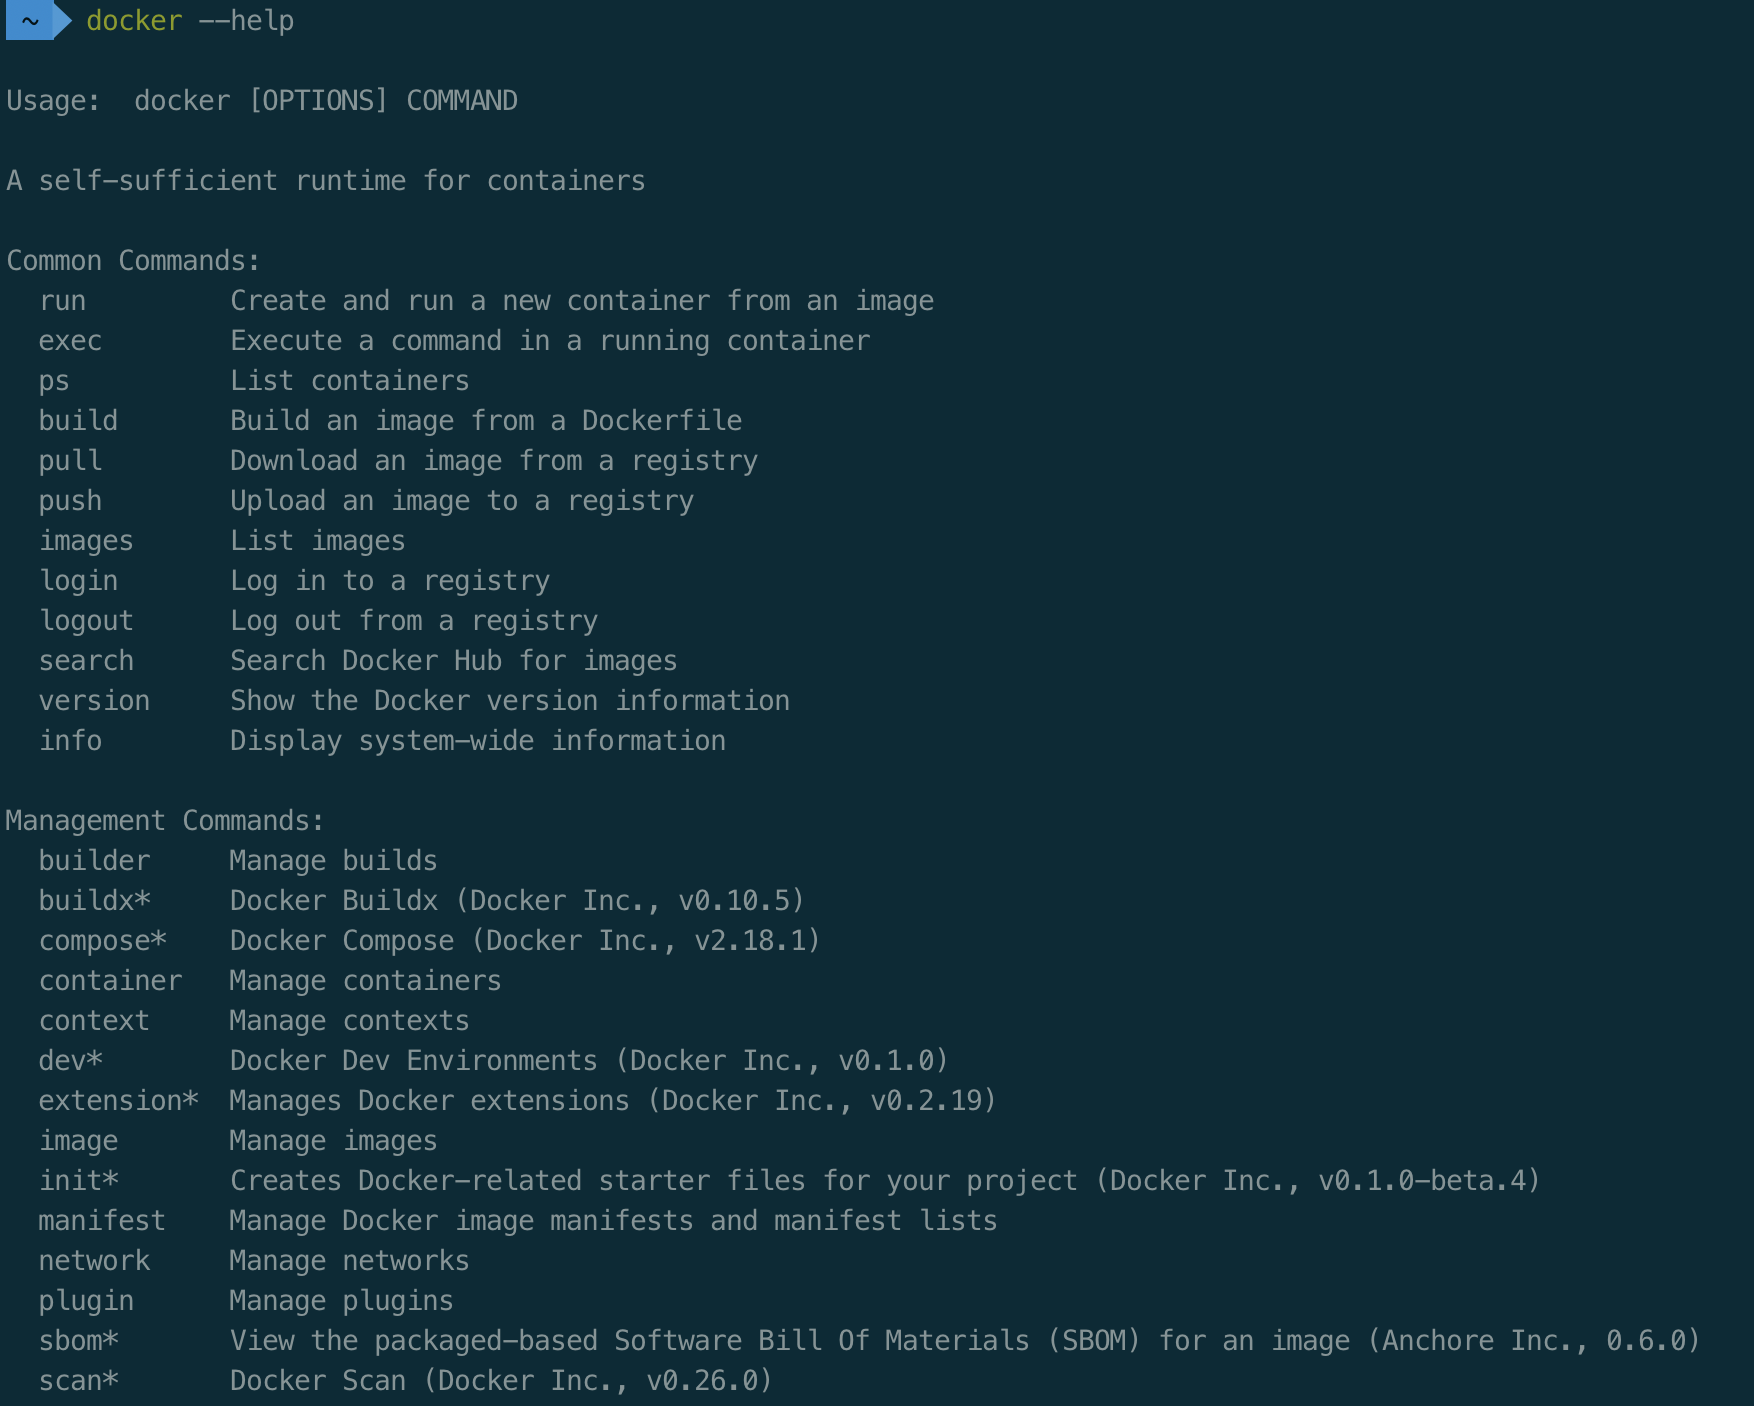 ~ docker --help
Usage:  docker [OPTIONS] COMMAND
A self-sufficient runtime for containers
Common Commands:
  run         Create and run a new container from an image
  exec        Execute a command in a running container
  ps          List containers
  build       Build an image from a Dockerfile
  pull        Download an image from a registry
  push        Upload an image to a registry
  images      List images
  login       Log in to a registry
  logout      Log out from a registry
  search      Search Docker Hub for images
  version     Show the Docker version information
  info        Display system-wide information
Management Commands:
  builder     Manage builds
  buildx*     Docker Buildx (Docker Inc., v0.10.5)
  compose*    Docker Compose (Docker Inc., v2.18.1)
  container   Manage containers
  context     Manage contexts
  dev*        Docker Dev Environments (Docker Inc., v0.1.0)
  extension*  Manages Docker extensions (Docker Inc., v0.2.19)
  image       Manage images
  init*       Creates Docker-related starter files for your project (Docker Inc., v0.1.0-beta.4)
  manifest    Manage Docker image manifests and manifest lists
  network     Manage networks
  plugin      Manage plugins
  sbom*       View the packaged-based Software Bill Of Materials (SBOM) for an image (Anchore Inc., 0.6.0)
  scan*       Docker Scan (Docker Inc., v0.26.0)